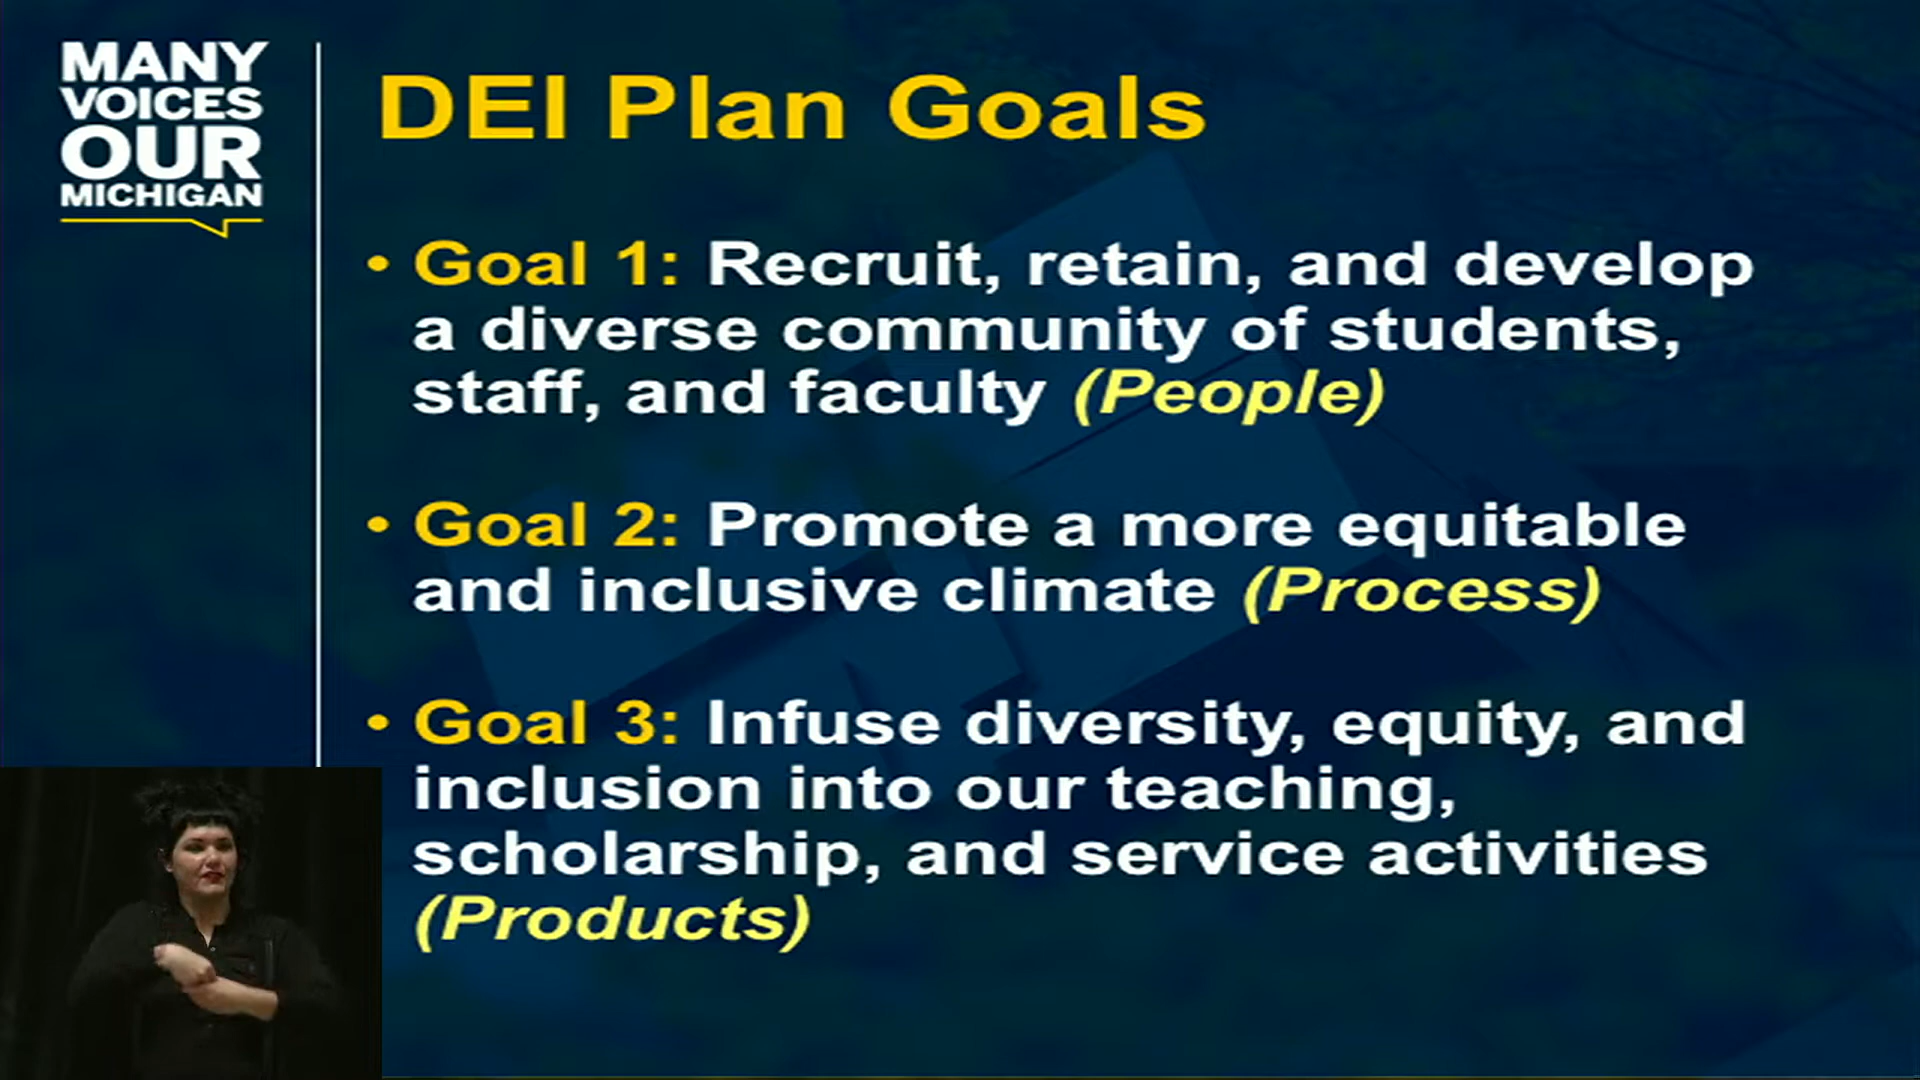 MANY
VOICES
OUR
MICHIGAN
DEI Plan Goals
• Goal 1: Recruit, retain, and develop
a diverse community of students,
staff, and faculty (People)
• Goal 2: Promote a more equitable
and inclusive climate (Process)
• Goal 3: Infuse diversity, equity, and
inclusion into our teaching,
scholarship, and service activities
(Products)